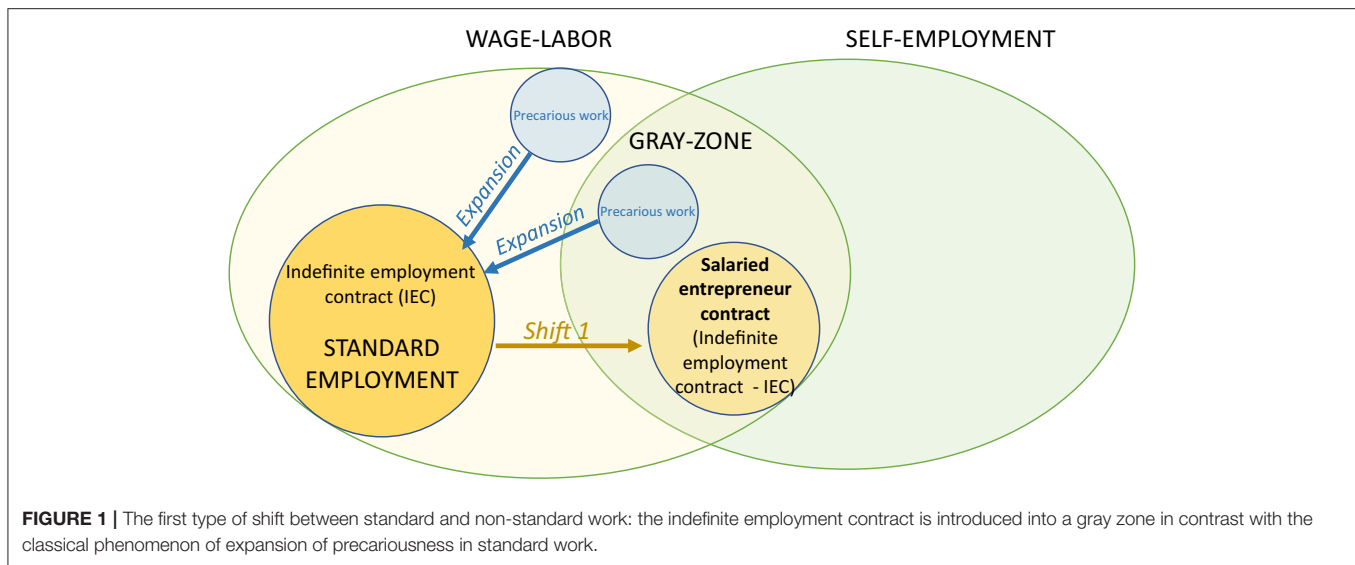 WAGE-LABOR
SELF-EMPLOYMENT
Precarious work
GRAY-ZONE
Expansion
Precarious work
Expansion
Indefinite employment
contract (IEC)
STANDARD
EMPLOYMENT
Shift 1
Salaried
entrepreneur
contract
(Indefinite
employment
contract - IEC)
FIGURE 1 | The first type of shift between standard and non-standard work: the indefinite employment contract is introduced into a gray zone in contrast with the
classical phenomenon of expansion of precariousness in standard work.